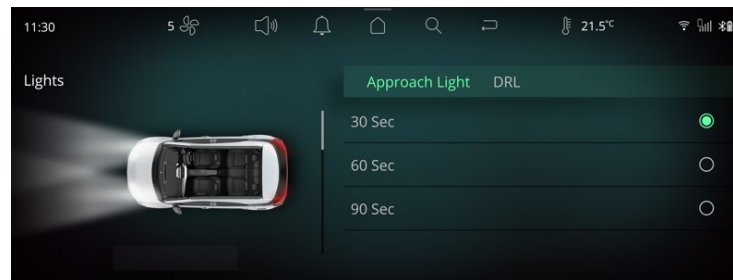 11:30 5 21.5°C
Lights
Approach Light DRL
30 Sec
60 Sec
90 Sec